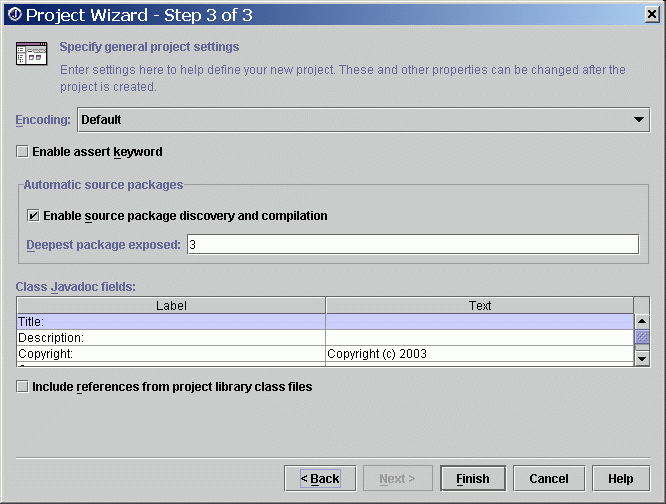 Project Wizard - Step 3 of 3
Specify general project settings
Enter settings here to help define your new project. These and other properties can be changed after the
project is created.
Encoding: Default
Enable assert keyword
Automatic source packages
Enable source package discovery and compilation
Deepest package exposed: 3
Class Javadoc fields:
Label Text
Title:
Description:
Copyright: Copyright (c) 2003
Include references from project library class files
< Back Next > Finish Cancel Help